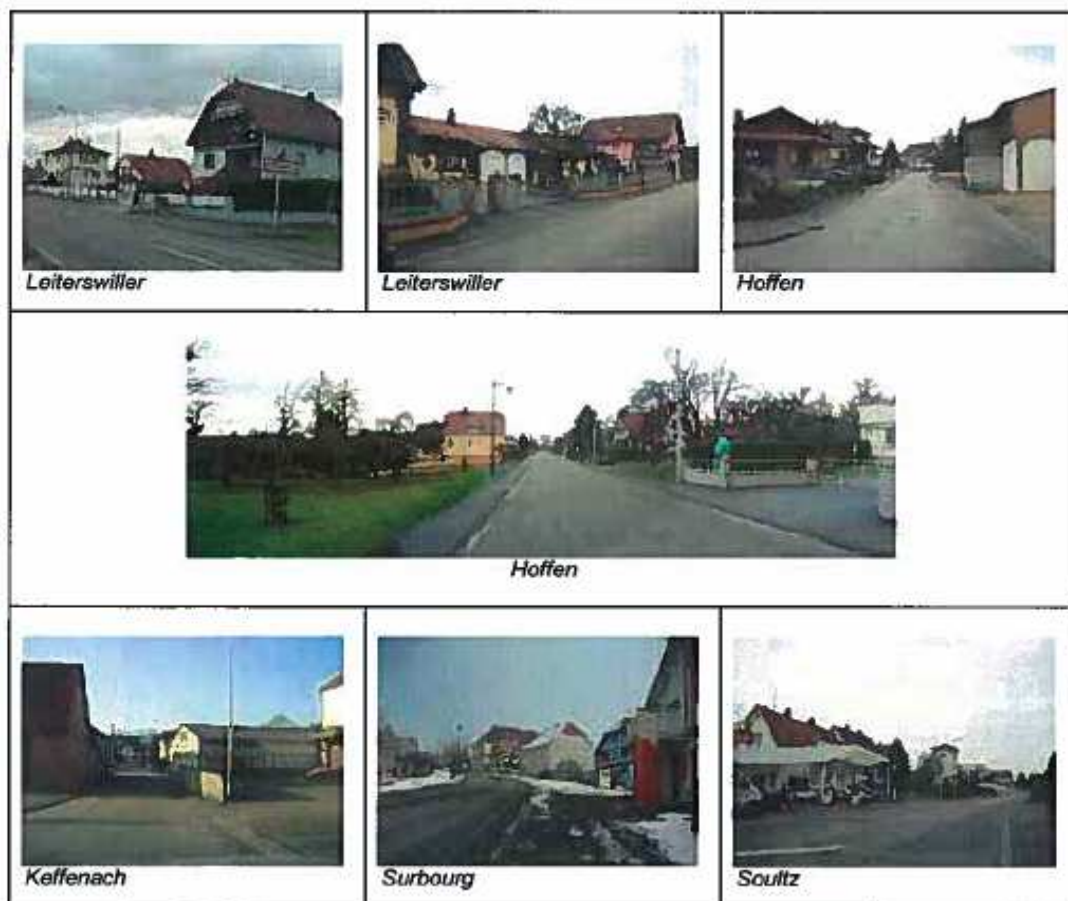 Leiterswiller
Leiterswiller
Hoffen
Hoffen
Keffenach
Surbourg
Soultz